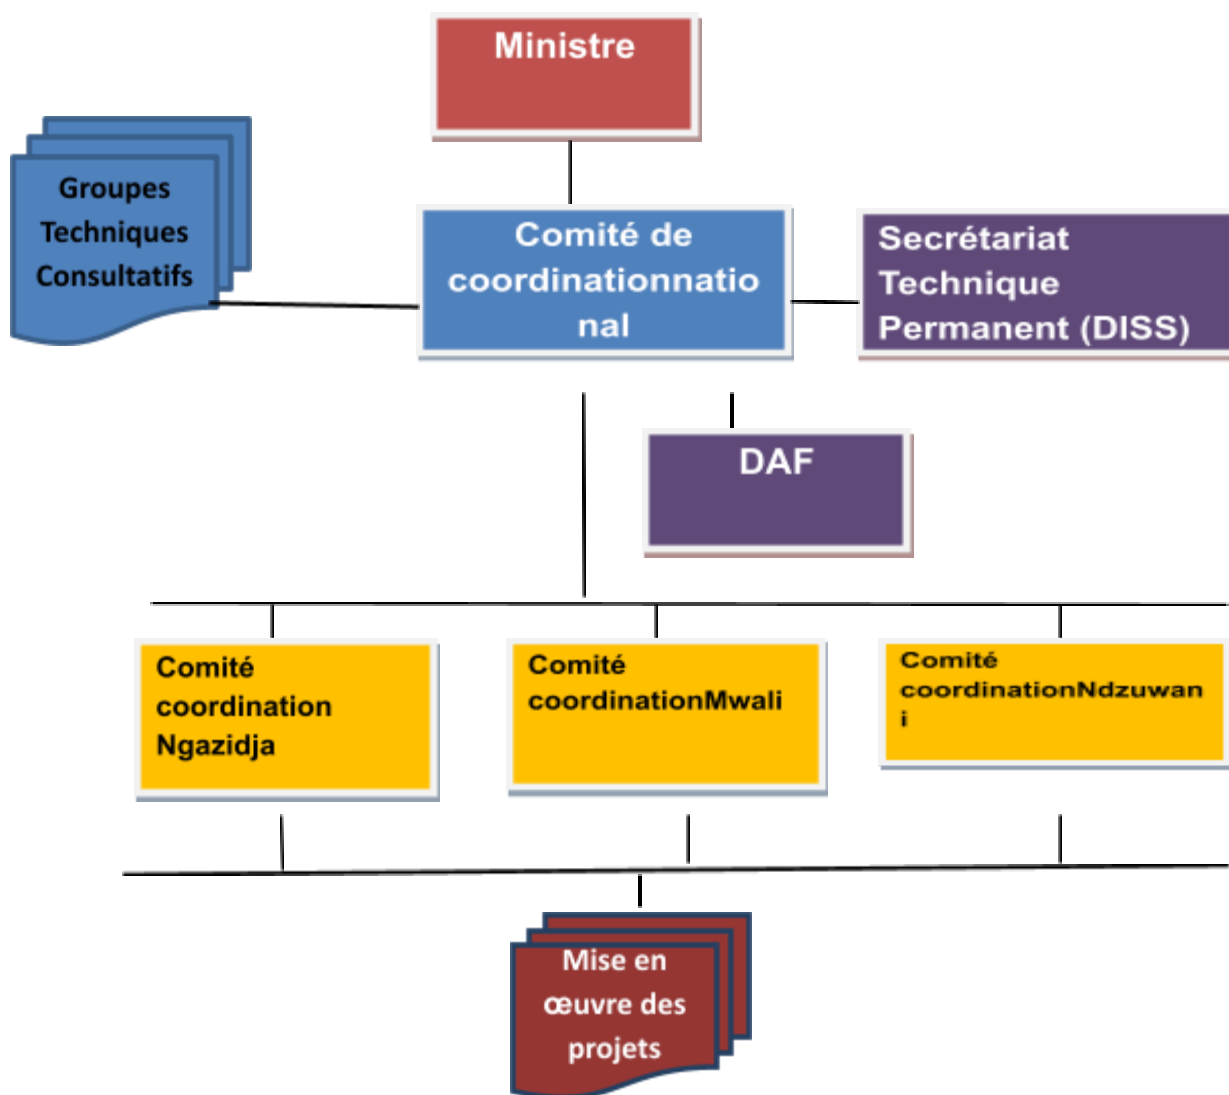 Ministre
Groupes
Techniques
Consultatifs
Comité de
coordinationnatio
nal
Secrétariat
Technique
Permanent (DISS)
DAF
Comité
coordination
Ngazidja
Comité
coordinationMwali
Comité
coordinationNdzuwan
i
Mise en
œuvre des
projets